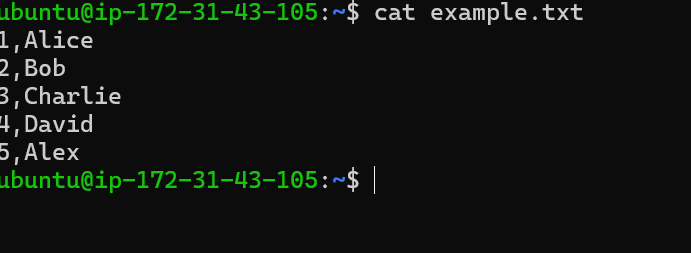 ubuntu@ip-172-31-43-105:~$ cat example.txt
1,Alice
2,Bob
3,Charlie
4,David
5,Alex
ubuntu@ip-172-31-43-105:~$